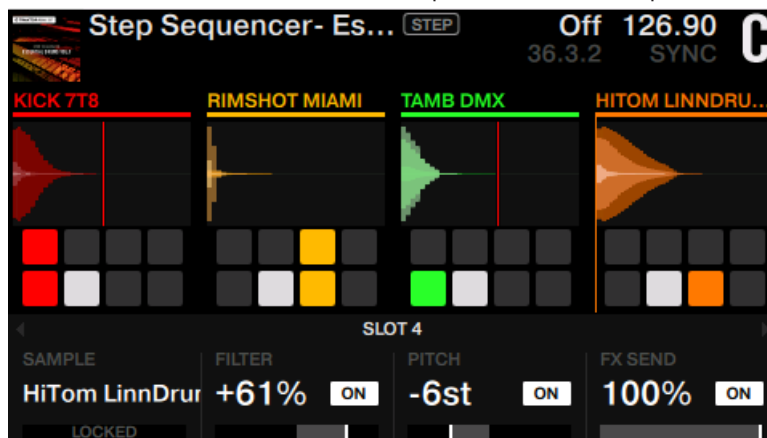 Step Sequencer- Es... STEP Off 126.90 C
36.3.2 SYNC
KICK 7T8 RIMSHOT MIAMI TAMB DMX HITOM LINNDRU...
SLOT 4
SAMPLE FILTER PITCH FX SEND
HiTom LinnDrur +61% ON -6st ON 100% ON
LOCKED